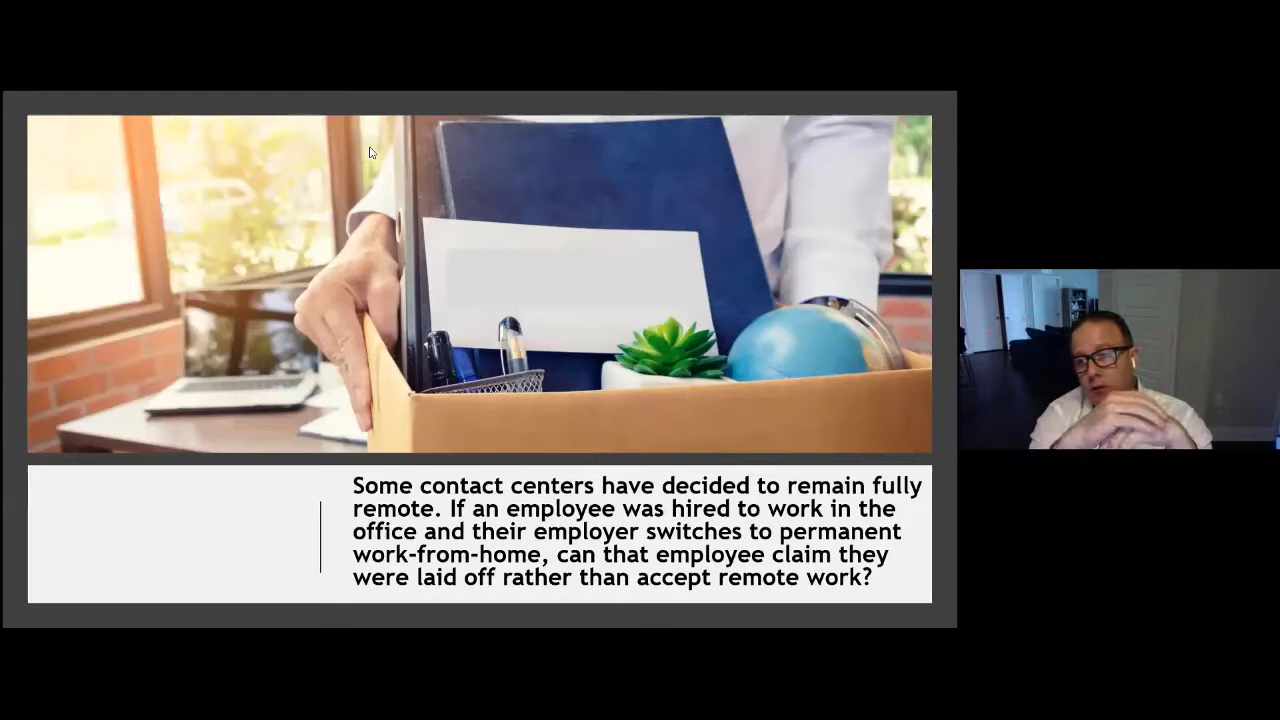 Some contact centers have decided to remain fully
remote. If an employee was hired to work in the
office and their employer switches to permanent
work-from-home, can that employee claim they
were laid off rather than accept remote work?